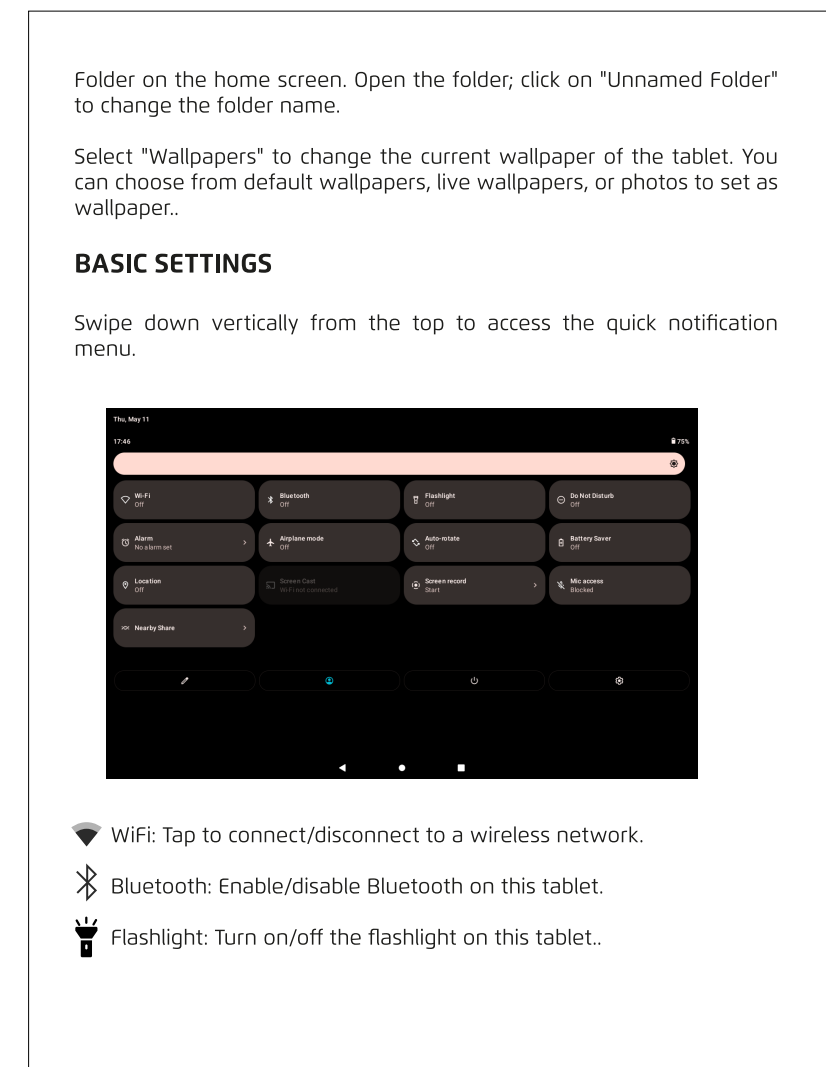 Folder on the home screen. Open the folder; click on "Unnamed Folder"
to change the folder name.
Select "Wallpapers" to change the current wallpaper of the tablet. You
can choose from default wallpapers, live wallpapers, or photos to set as
wallpaper..
BASIC SETTINGS
Swipe down vertically from the top to access the quick notification
menu.
Thu, May 11
17:46 75%
Wi-Fi
Off
Bluetooth
Off
Flashlight
Off
Do Not Disturb
Off
Alarm
No alarm set
Airplane mode
Off
Auto-rotate
Off
Battery Saver
Off
Location
Off
Screen Cast
Wi-Fi not connected
Screen record
Start
Mic access
Blocked
Nearby Share
WiFi: Tap to connect/disconnect to a wireless network.
Bluetooth: Enable/disable Bluetooth on this tablet.
Flashlight: Turn on/off the flashlight on this tablet..